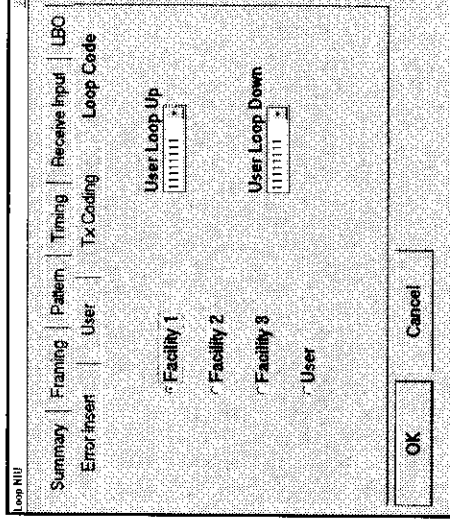 Loop NIU
Summary Framing Pattern Timing Receive Input LBO
Error Insert User Tx Coding Loop Code
Facility 1
Facility 2
Facility 3
User
User Loop Up
11111111
User Loop Down
11111111
OK Cancel